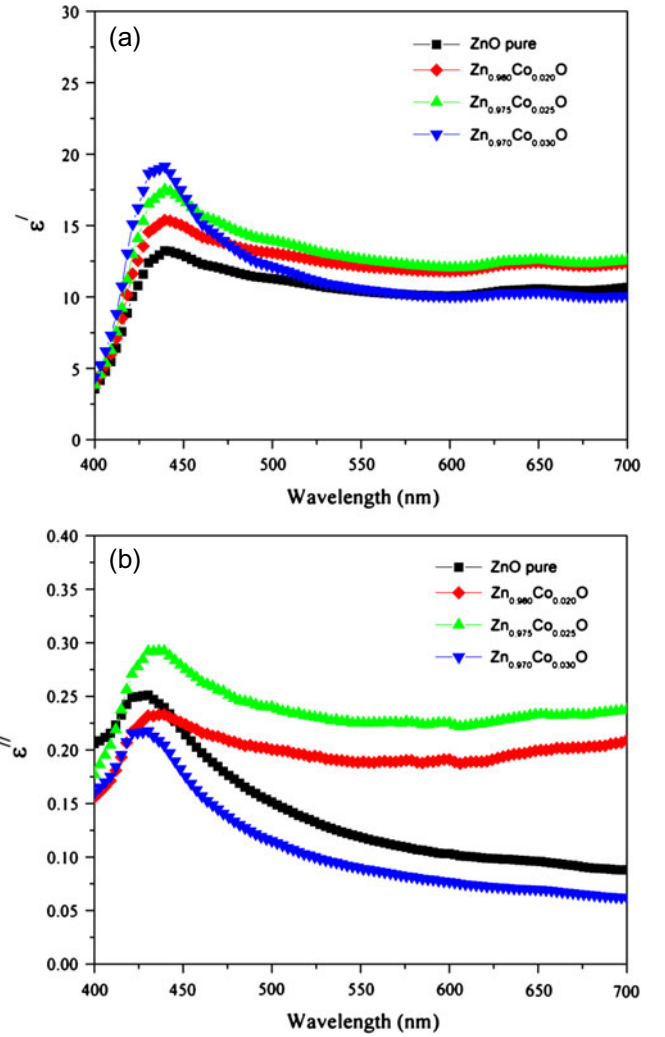 (a)
ZnO pure
Zn0.980Co0.020O
Zn0.975Co0.025O
Zn0.970Co0.030O
30
25
20
15
10
5
0
ε′
400 450 500 550 600 650 700
Wavelength (nm)
(b)
ZnO pure
Zn0.980Co0.020O
Zn0.975Co0.025O
Zn0.970Co0.030O
0.40
0.35
0.30
0.25
0.20
0.15
0.10
0.05
0.00
ε″
400 450 500 550 600 650 700
Wavelength (nm)